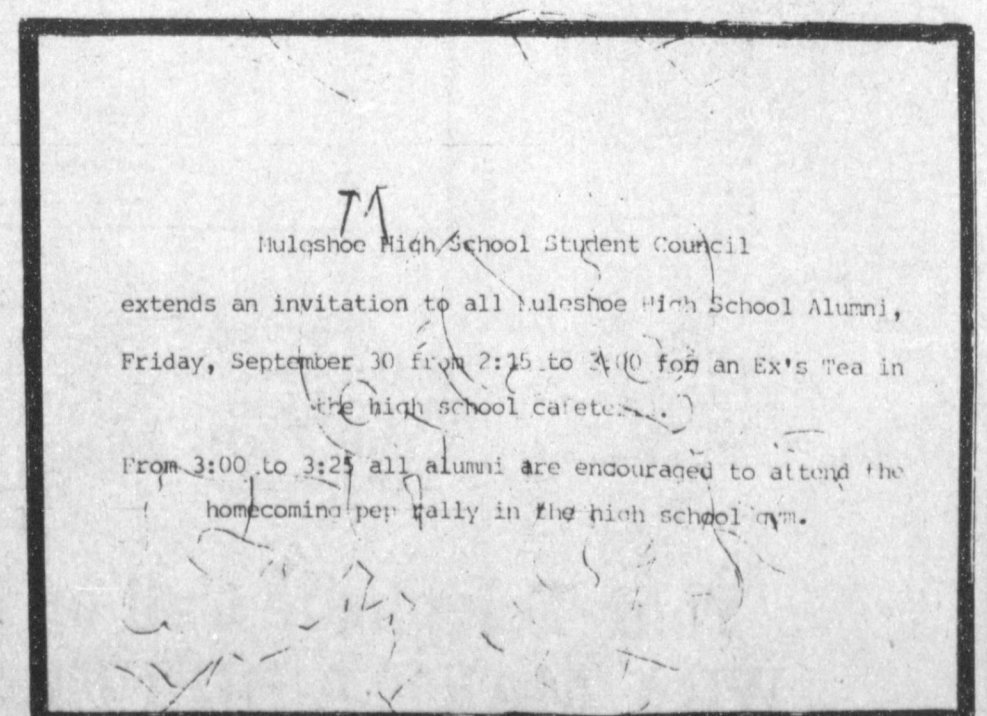 Muleshoe High School Student Council
extends an invitation to all Muleshoe High School Alumni,
Friday, September 30 from 2:15 to 3:00 for an Ex's Tea in
the high school
From 3:00 to 3:25 all alumni are encouraged to attend the
homecoming pep rally in the high school gym.